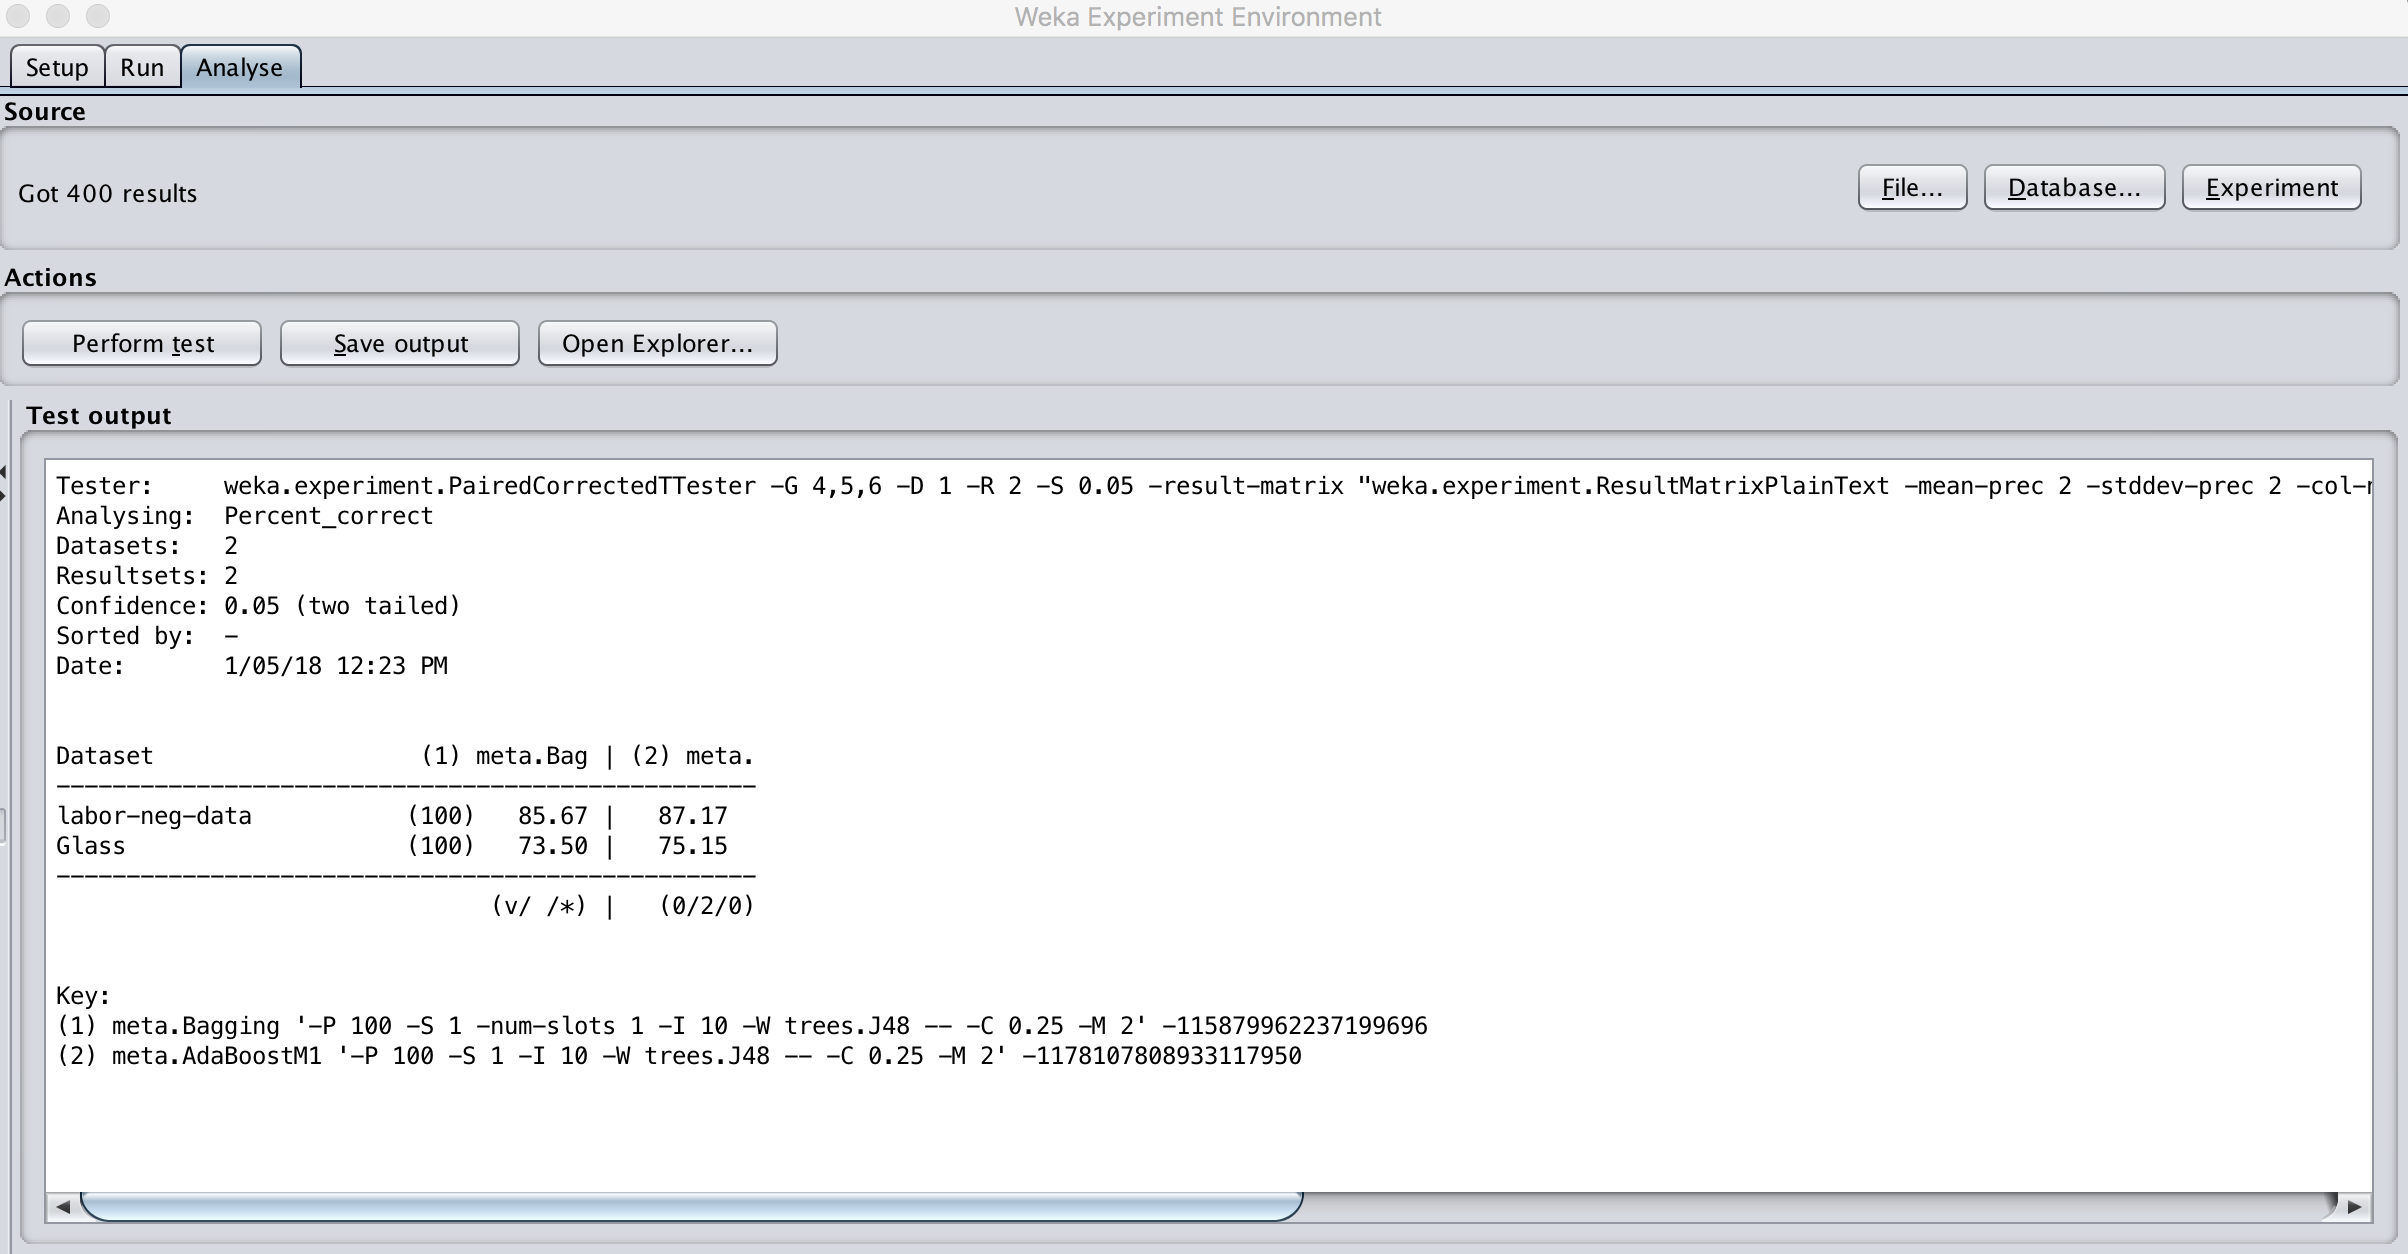 Weka Experiment Environment
Setup Run Analyse
Source
Got 400 results File... Database... Experiment
Actions
Perform test Save output Open Explorer...
Test output
Tester:     weka.experiment.PairedCorrectedTTester -G 4,5,6 -D 1 -R 2 -S 0.05 -result-matrix "weka.experiment.ResultMatrixPlainText -mean-prec 2 -stddev-prec 2 -col-
Analysing:  Percent_correct
Datasets:   2
Resultsets: 2
Confidence: 0.05 (two tailed)
Sorted by:  -
Date:       1/05/18 12:23 PM
Dataset                   (1) meta.Bag | (2) meta.
--------------------------------------------------
labor-neg-data           (100)   85.67 |   87.17
Glass                    (100)   73.50 |   75.15
--------------------------------------------------
                               (v/ /*) |   (0/2/0)
Key:
(1) meta.Bagging '-P 100 -S 1 -num-slots 1 -I 10 -W trees.J48 -- -C 0.25 -M 2' -115879962237199696
(2) meta.AdaBoostM1 '-P 100 -S 1 -I 10 -W trees.J48 -- -C 0.25 -M 2' -1178107808933117950